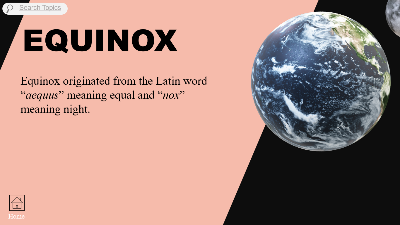 Search Topics
EQUINOX
Equinox originated from the Latin word
“aequus” meaning equal and “nox”
meaning night.
Home